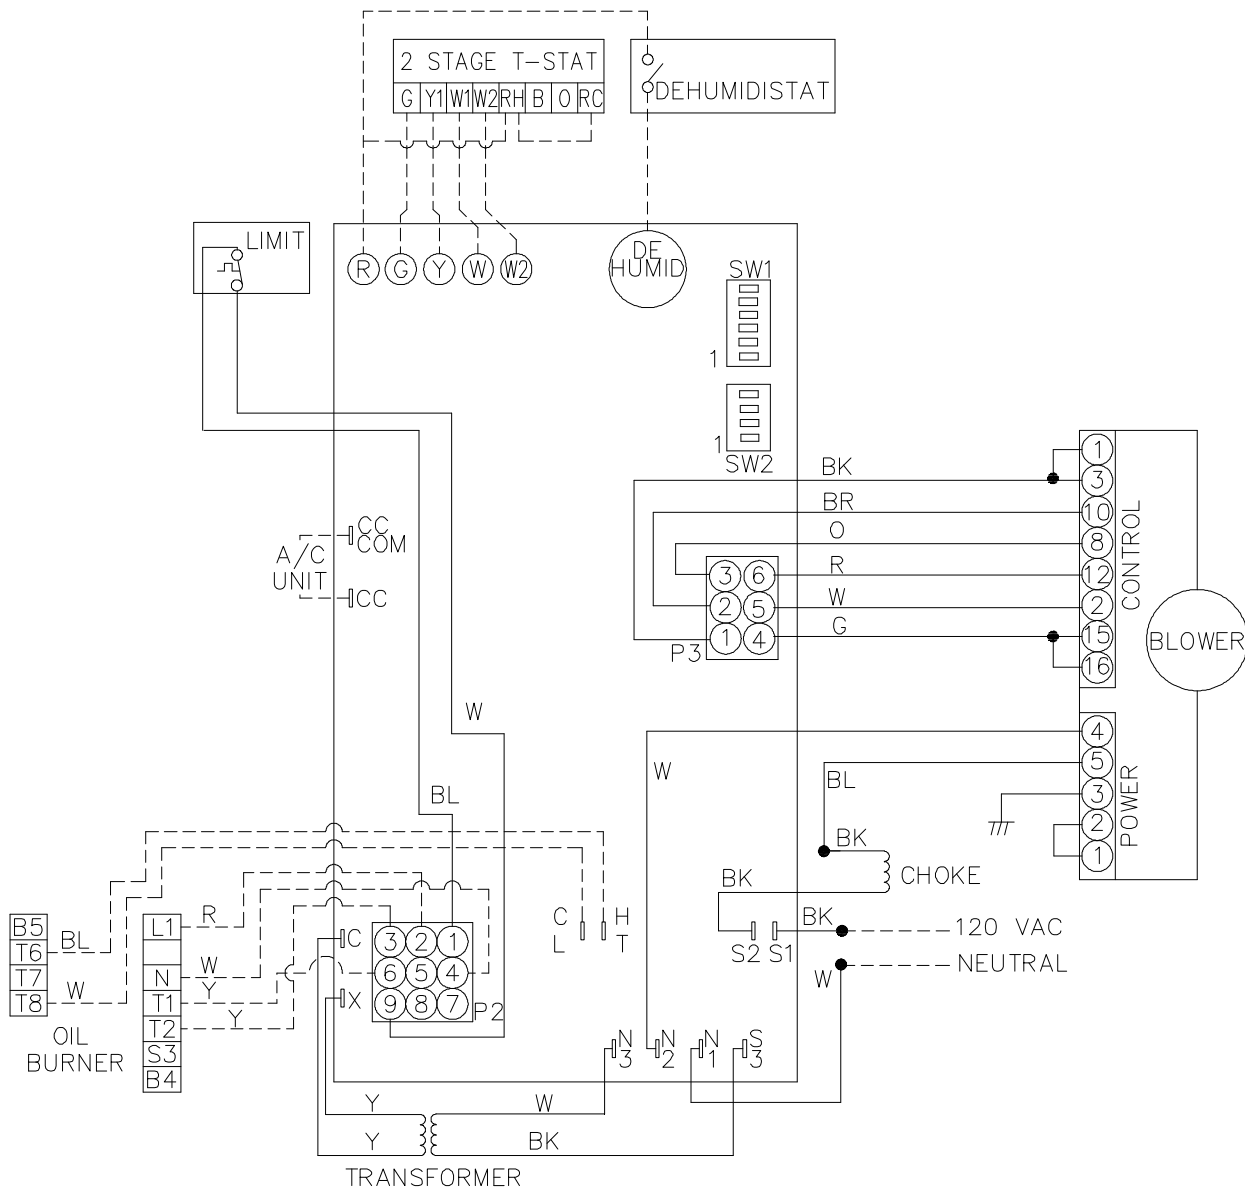 2 STAGE T-STAT
G Y1 W1 W2 RH B O RC
DEHUMIDISTAT
LIMIT
R G Y W W2
DE
HUMID
SW1
1
1
SW2
CC
COM
A/C
UNIT
CC
BK
BR
O
R
W
G
3 6
2 5
1 4
P3
1
3
10
8
12
2
15
16
CONTROL
BLOWER
4
5
3
2
1
POWER
W
W
BL
BL
BK
CHOKE
BK
BK
S2 S1
120 VAC
NEUTRAL
W
C
L
H
T
B5
T6
T7
T8
BL
W
OIL
BURNER
L1
N
T1
T2
S3
B4
R
W
Y
Y
C
X
3 2 1
6 5 4
9 8 7
P2
N
3
N
2
N
1
S
3
Y
W
Y
BK
TRANSFORMER